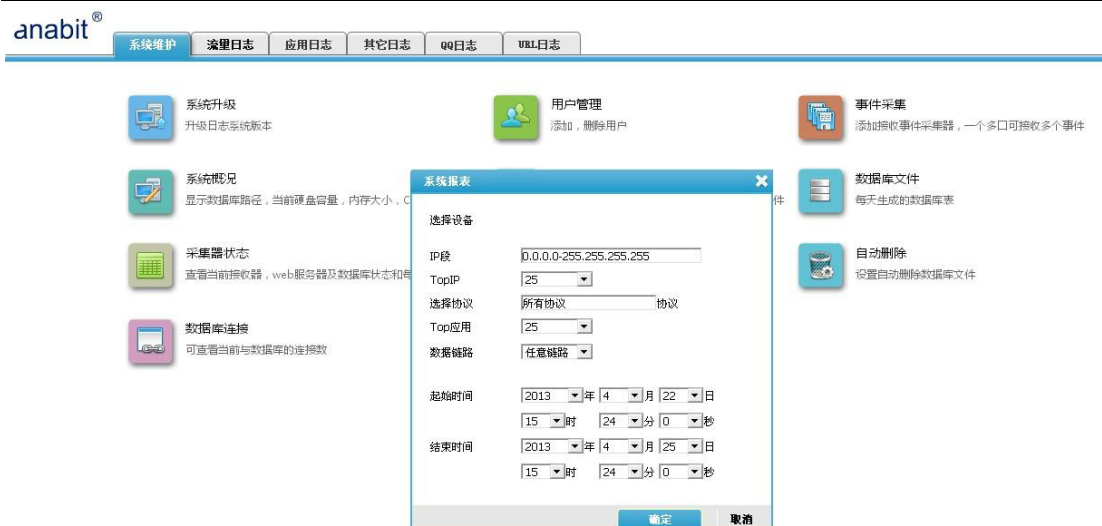 anabit®
系统维护 流量日志 应用日志 其它日志 QQ日志 URL日志
系统升级
升级日志系统版本
用户管理
添加，删除用户
事件采集
添加接收事件采集器，一个多口可接收多个事件
系统概况
显示数据库路径，当前硬盘容量，内存大小，C
件
数据库文件
每天生成的数据库表
采集器状态
查看当前接收器，web服务器及数据库状态和每
自动删除
设置自动删除数据库文件
数据库连接
可查看当前与数据库的连接数
系统报表
选择设备
IP段 0.0.0.0-255.255.255.255
TopIP 25
选择协议 所有协议 协议
Top应用 25
数据链路 任意链路
起始时间 2013 年 4 月 22 日
15 时 24 分 0 秒
结束时间 2013 年 4 月 25 日
15 时 24 分 0 秒
确定 取消